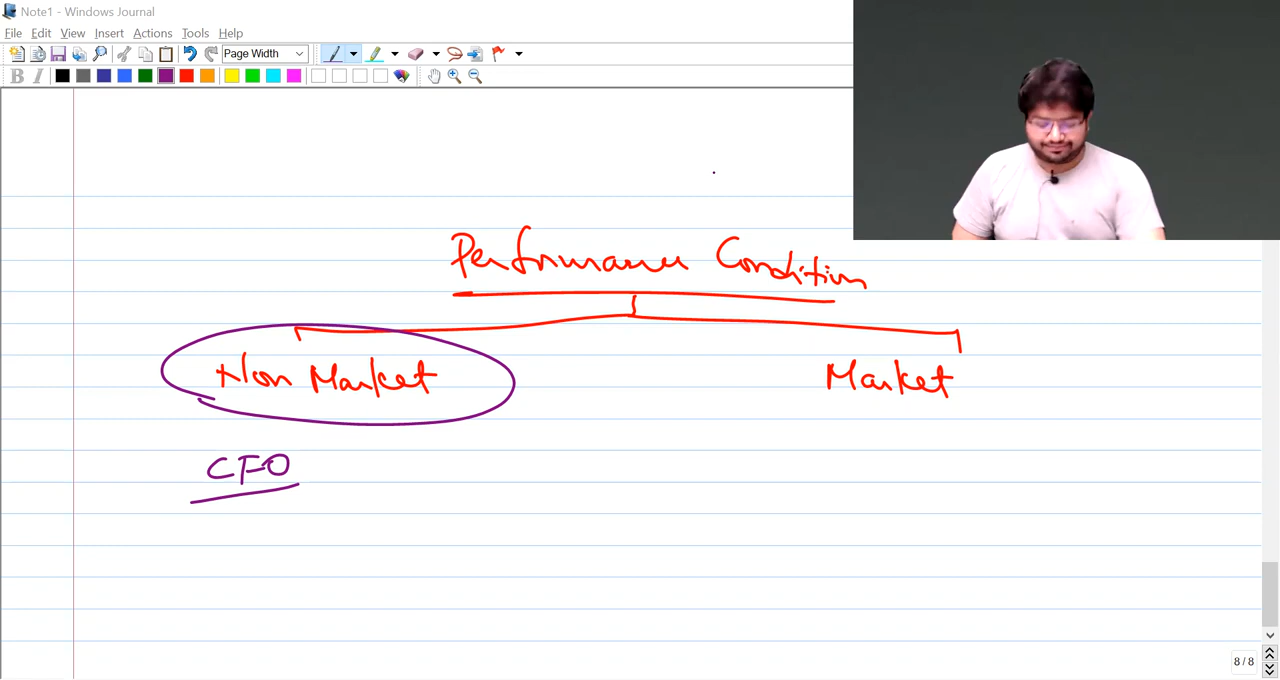 Note1 - Windows Journal
File Edit View Insert Actions Tools Help
Page Width
B I
Performance Condition
Non Market Market
CFO
8 / 8